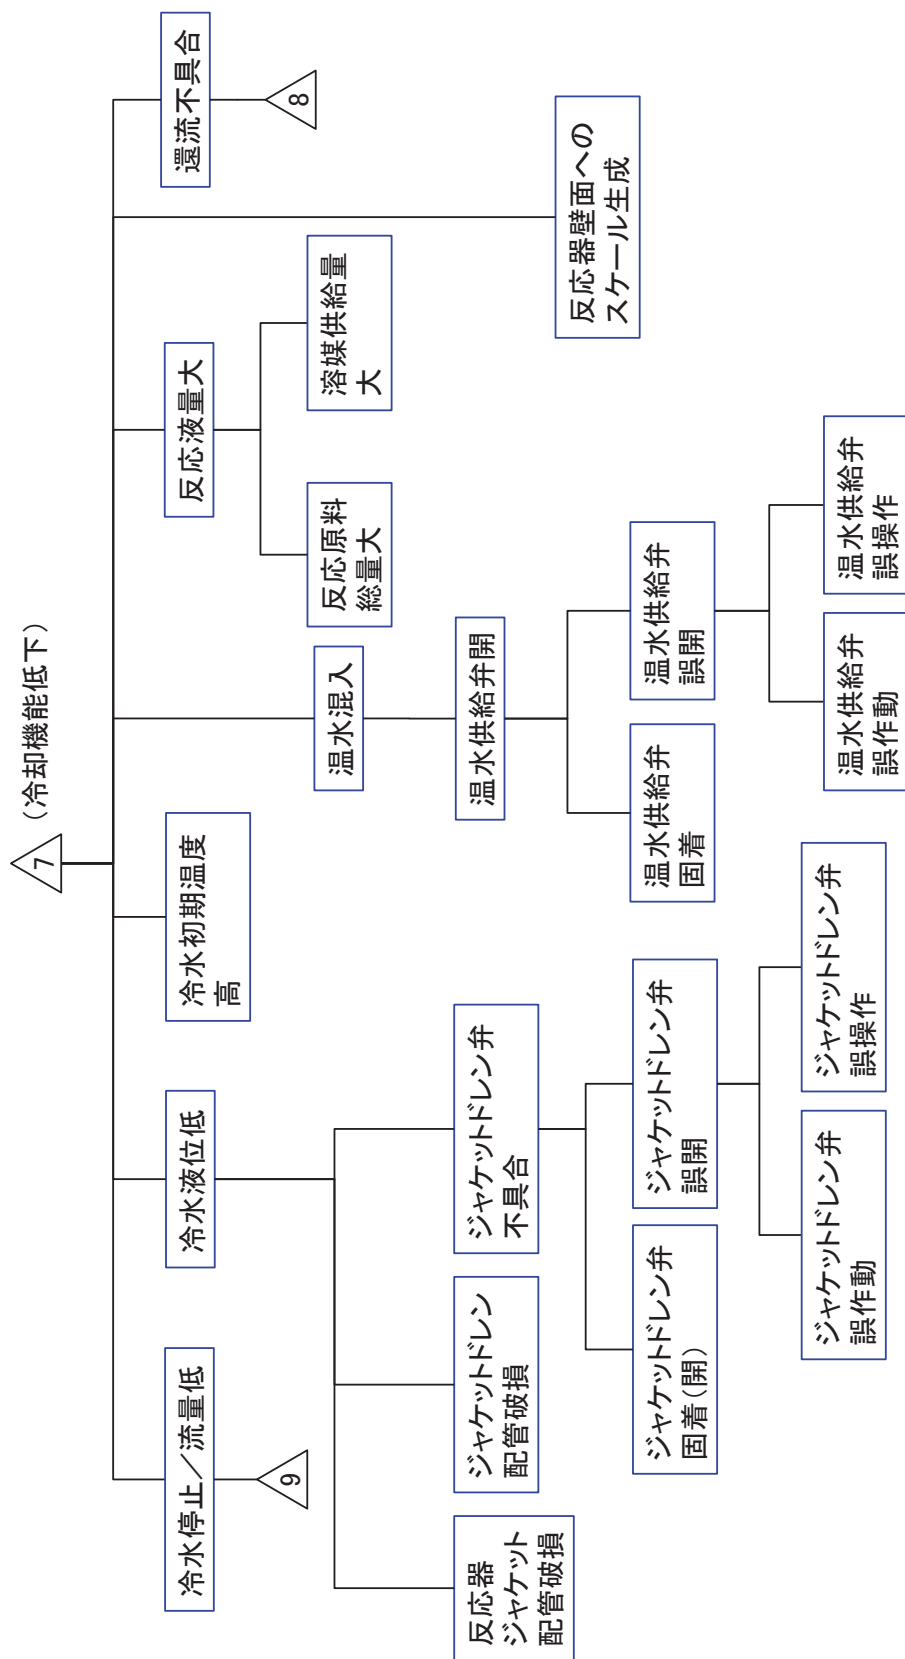 7
(冷却機能低下)
冷水停止／流量低
9
冷水液位低
冷水初期温度
高
温水混入
反応液量大
還流不具合
8
反応原料
総量大
溶媒供給量
大
反応器
ジャケット
配管破損
ジャケットドレン
配管破損
ジャケットドレン弁
不具合
温水供給弁開
反応器壁面への
スケール生成
ジャケットドレン弁
固着(開)
ジャケットドレン弁
誤開
温水供給弁
固着
温水供給弁
誤開
ジャケットドレン弁
誤作動
ジャケットドレン弁
誤操作
温水供給弁
誤作動
温水供給弁
誤操作